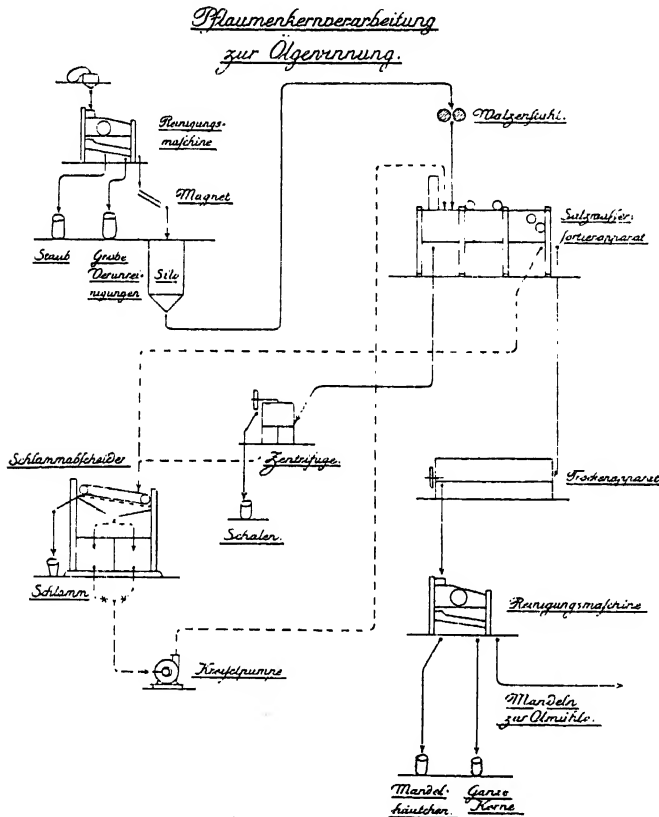 Pflaumenkernverarbeitung
zur Ölgewinnung.
Reinigungs-
maschine
Walzenstuhl.
Magnet
Salzwasser-
sortierapparat
Staub
Grobe
Verunrei-
nigungen
Silo
Schlammabscheider
Zentrifuge.
Trockenapparat
Schalen.
Schlamm
Reinigungsmaschine
Kreiselpumpe
Mandeln
zur Ölmühle.
Mandel-
häutchen.
Ganze
Kerne